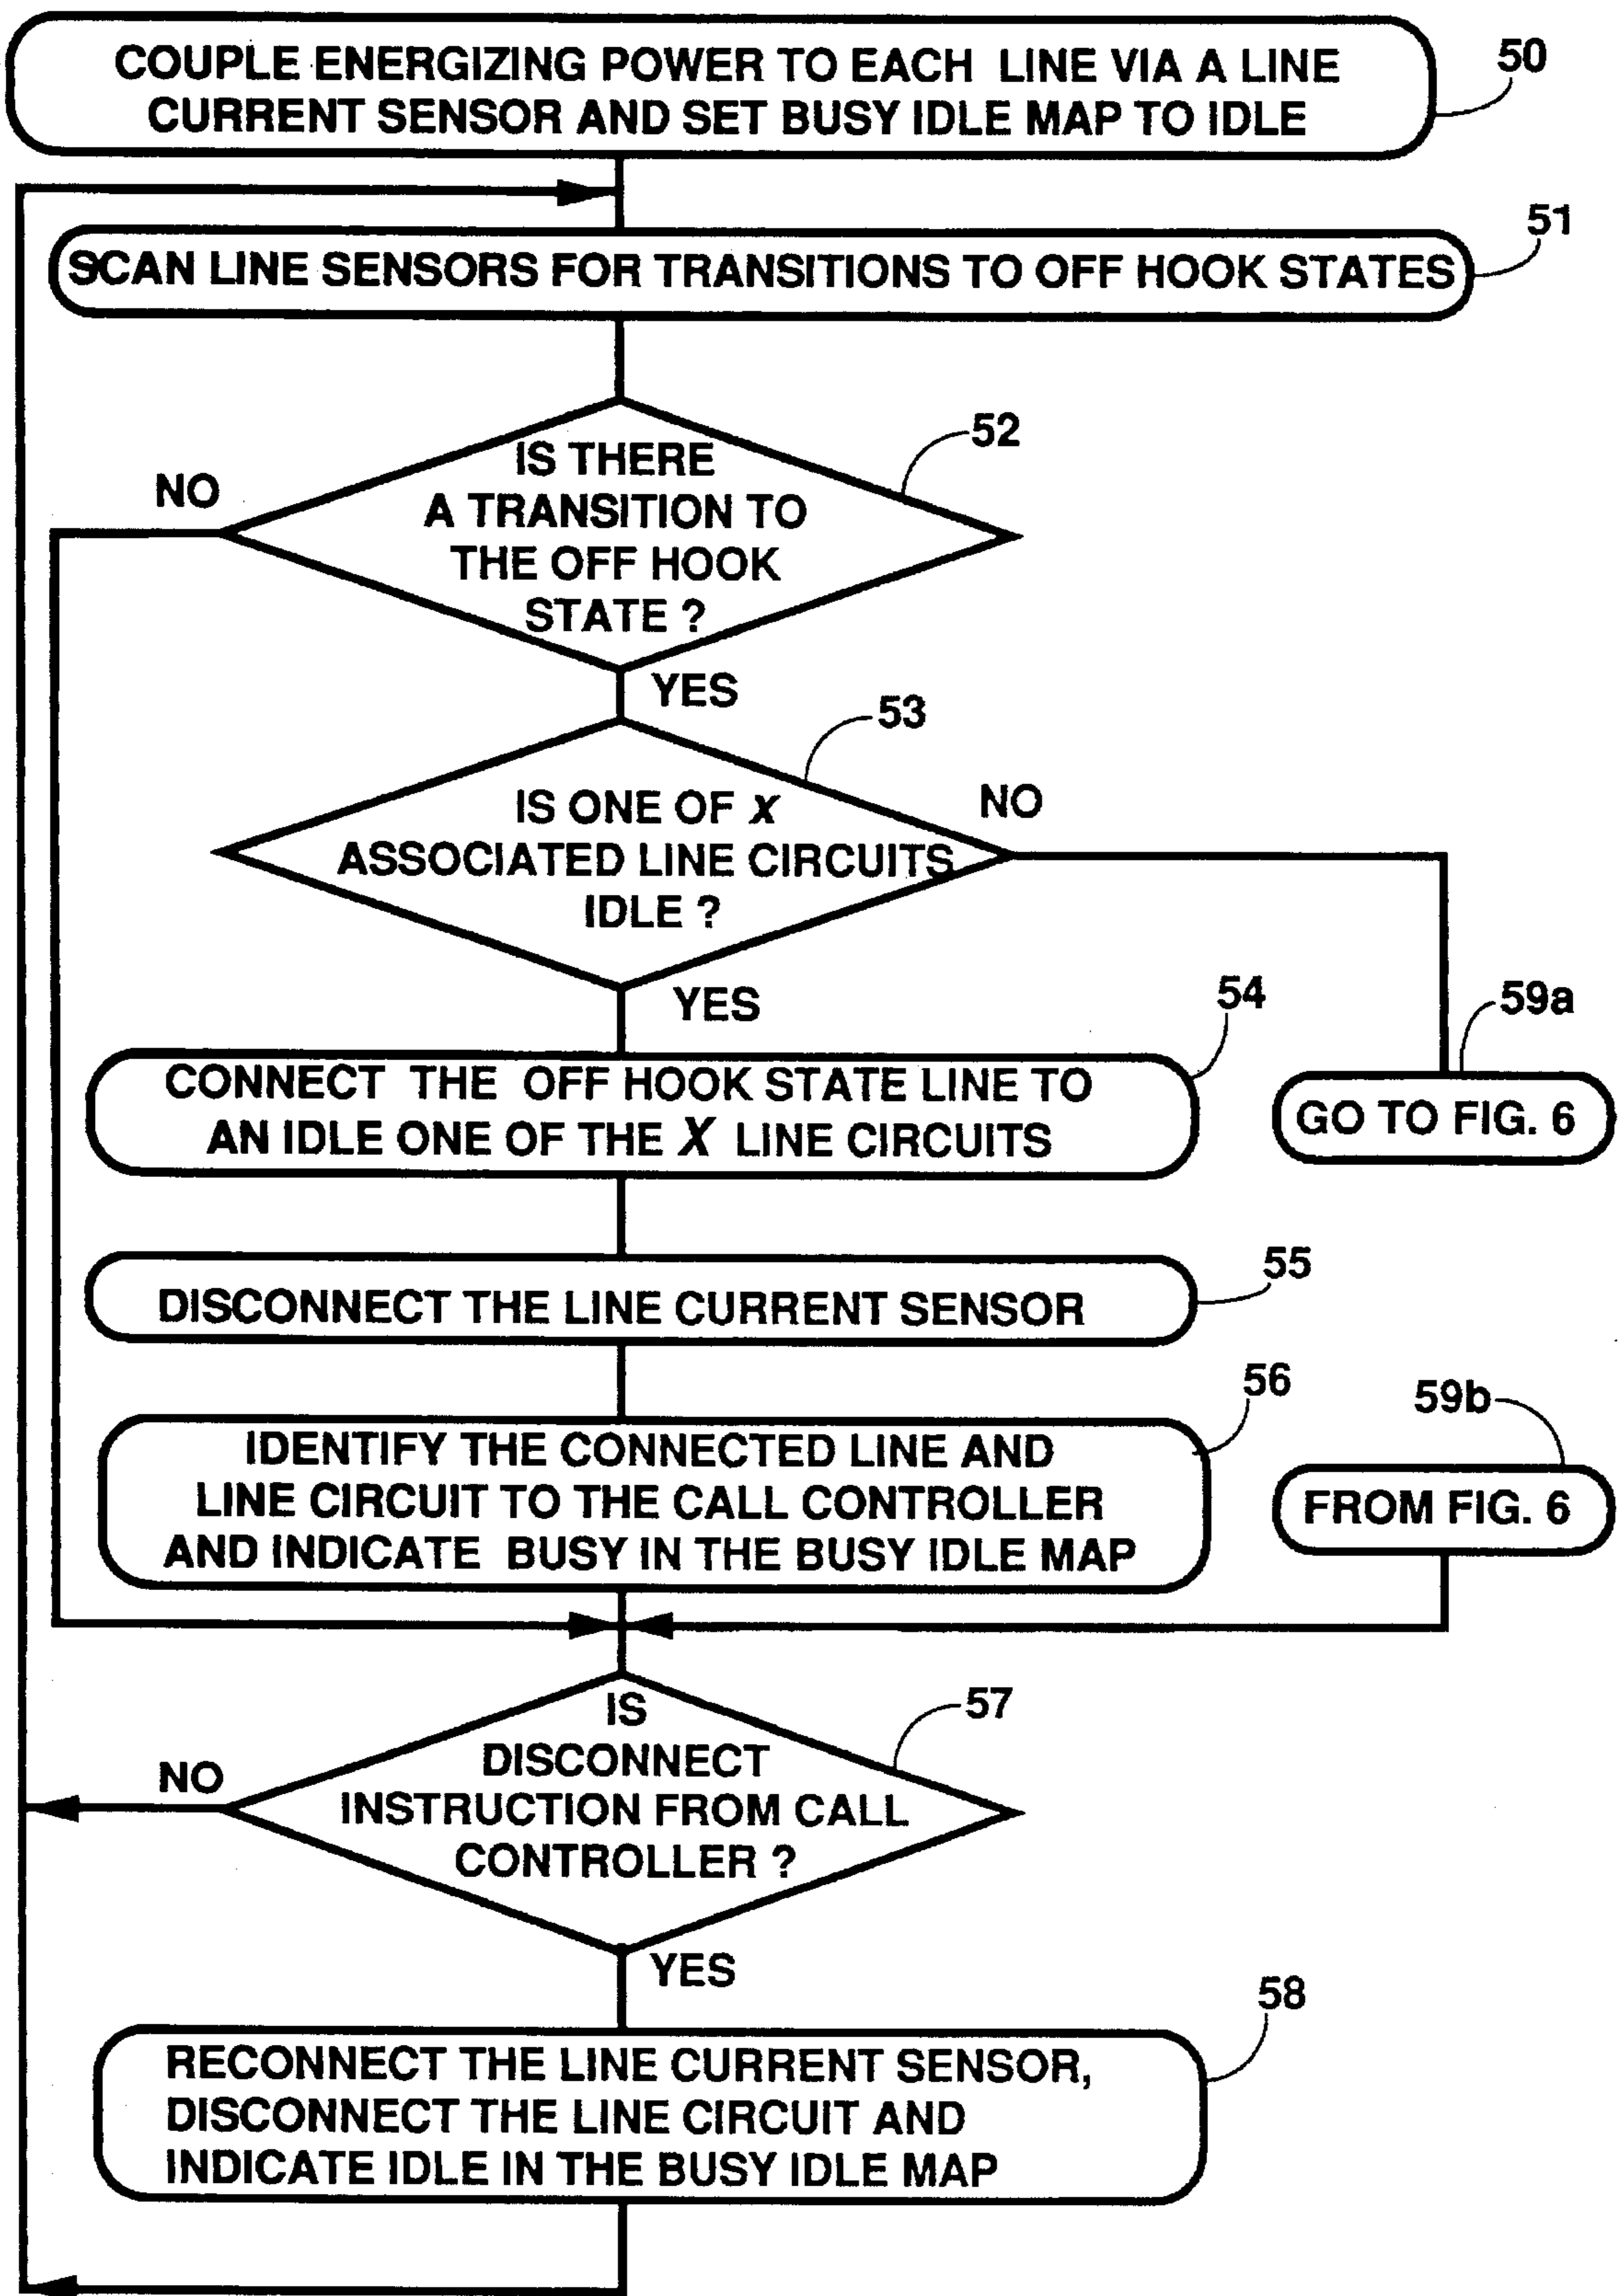 COUPLE ENERGIZING POWER TO EACH LINE VIA A LINE
CURRENT SENSOR AND SET BUSY IDLE MAP TO IDLE
50
SCAN LINE SENSORS FOR TRANSITIONS TO OFF HOOK STATES
51
IS THERE
A TRANSITION TO
THE OFF HOOK
STATE ?
52
NO
YES
53
IS ONE OF X
ASSOCIATED LINE CIRCUITS
IDLE ?
NO
YES
54
CONNECT THE OFF HOOK STATE LINE TO
AN IDLE ONE OF THE X LINE CIRCUITS
59a
GO TO FIG. 6
55
DISCONNECT THE LINE CURRENT SENSOR
56
IDENTIFY THE CONNECTED LINE AND
LINE CIRCUIT TO THE CALL CONTROLLER
AND INDICATE BUSY IN THE BUSY IDLE MAP
59b
FROM FIG. 6
57
IS
DISCONNECT
INSTRUCTION FROM CALL
CONTROLLER ?
NO
YES
58
RECONNECT THE LINE CURRENT SENSOR,
DISCONNECT THE LINE CIRCUIT AND
INDICATE IDLE IN THE BUSY IDLE MAP